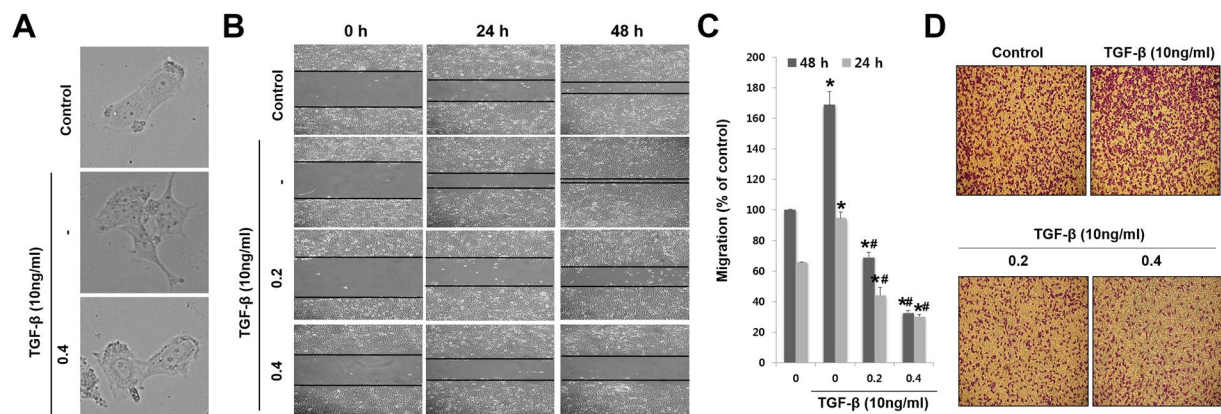 A
Control
-
0.4
TGF-β (10ng/ml)
B
0 h
24 h
48 h
Control
-
0.2
0.4
TGF-β (10ng/ml)
C
48 h
24 h
Migration (% of control)
200
180
160
140
120
100
80
60
40
20
0
*
*
*#
*#
*#
*#
0
0
0.2
0.4
TGF-β (10ng/ml)
D
Control
TGF-β (10ng/ml)
TGF-β (10ng/ml)
0.2
0.4